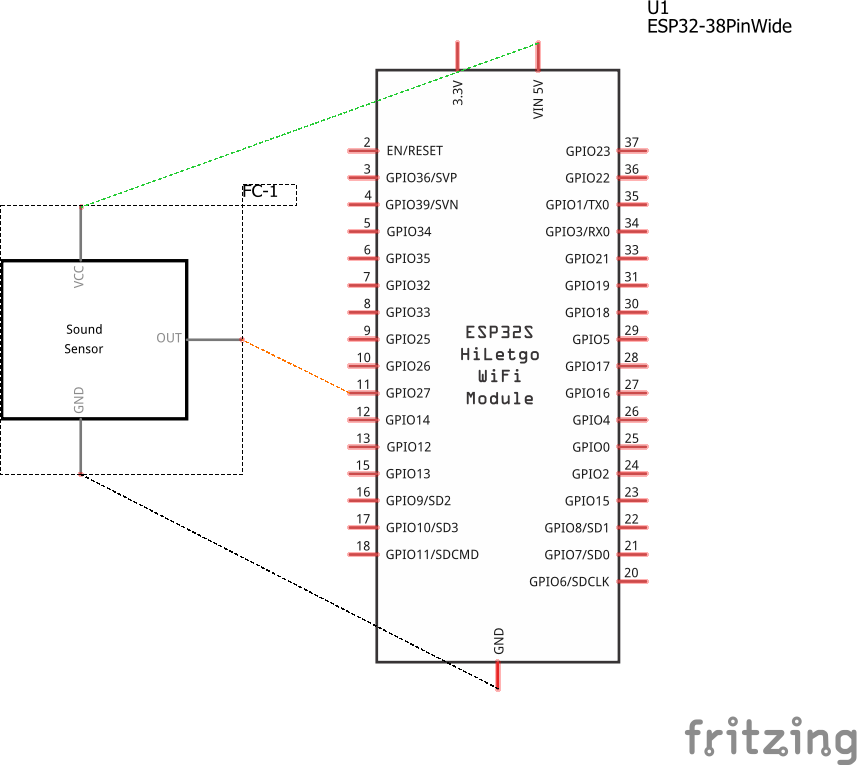 U1
ESP32-38PinWide
3.3V
VIN 5V
2 EN/RESET
GPIO23 37
3 GPIO36/SVP
GPIO22 36
4 GPIO39/SVN
GPIO1/TX0 35
5 GPIO34
GPIO3/RX0 34
6 GPIO35
GPIO21 33
7 GPIO32
GPIO19 31
8 GPIO33
GPIO18 30
9 GPIO25
GPIO5 29
10 GPIO26
GPIO17 28
11 GPIO27
GPIO16 27
12 GPIO14
GPIO4 26
13 GPIO12
GPIO0 25
15 GPIO13
GPIO2 24
16 GPIO9/SD2
GPIO15 23
17 GPIO10/SD3
GPIO8/SD1 22
18 GPIO11/SDCMD
GPIO7/SD0 21
GPIO6/SDCLK 20
ESP32S
HiLetgo
WiFi
Module
GND
FC-1
VCC
Sound
Sensor
OUT
GND
fritzing